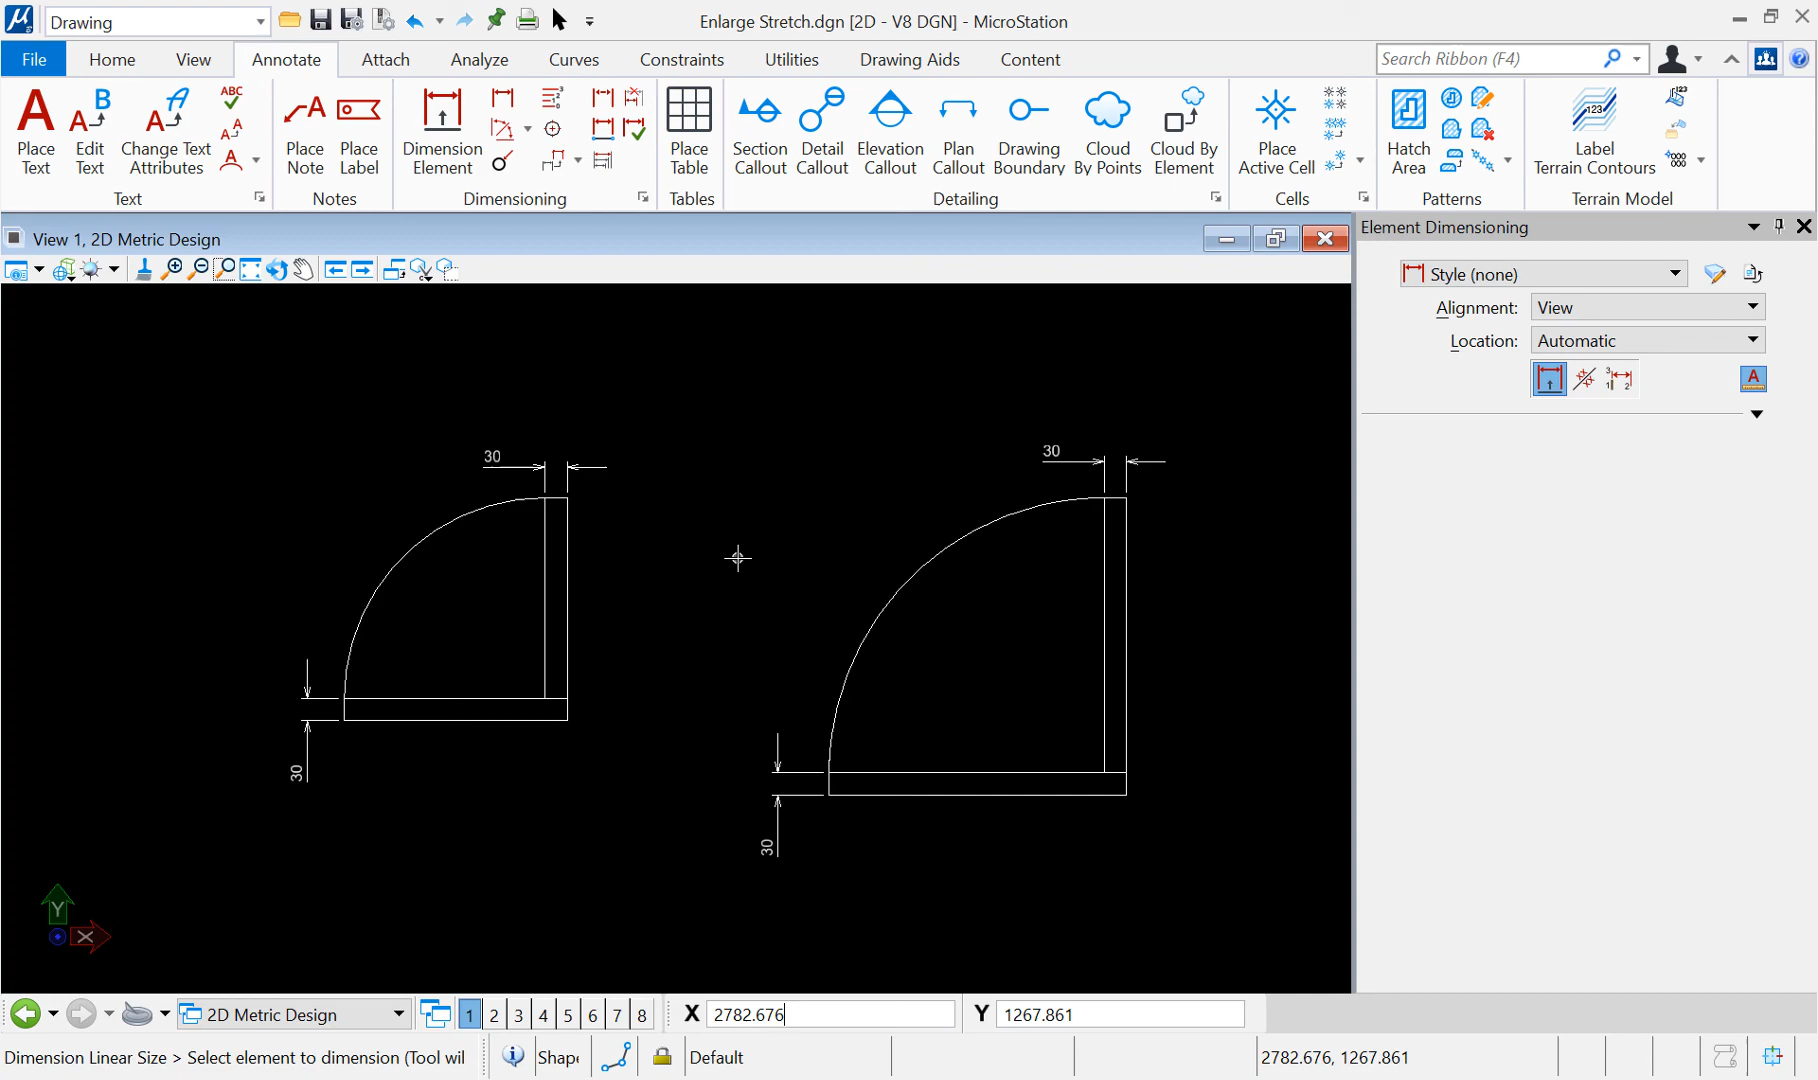 Drawing
Enlarge Stretch.dgn [2D - V8 DGN] - MicroStation
File Home View Annotate Attach Analyze Curves Constraints Utilities Drawing Aids Content
Search Ribbon (F4)
Place Text
Edit Text
Change Text Attributes
ABC
Text
Place Note
Place Label
Notes
Dimension Element
Dimensioning
Place Table
Tables
Section Callout
Detail Callout
Elevation Callout
Plan Callout
Drawing Boundary
Cloud By Points
Cloud By Element
Detailing
Place Active Cell
Cells
Hatch Area
Patterns
Label Terrain Contours
Terrain Model
View 1, 2D Metric Design
Element Dimensioning
Style (none)
Alignment: View
Location: Automatic
30
30
30
30
Y
X
2D Metric Design
1 2 3 4 5 6 7 8
X 2782.676
Y 1267.861
Dimension Linear Size > Select element to dimension (Tool wil
Shape
Default
2782.676, 1267.861